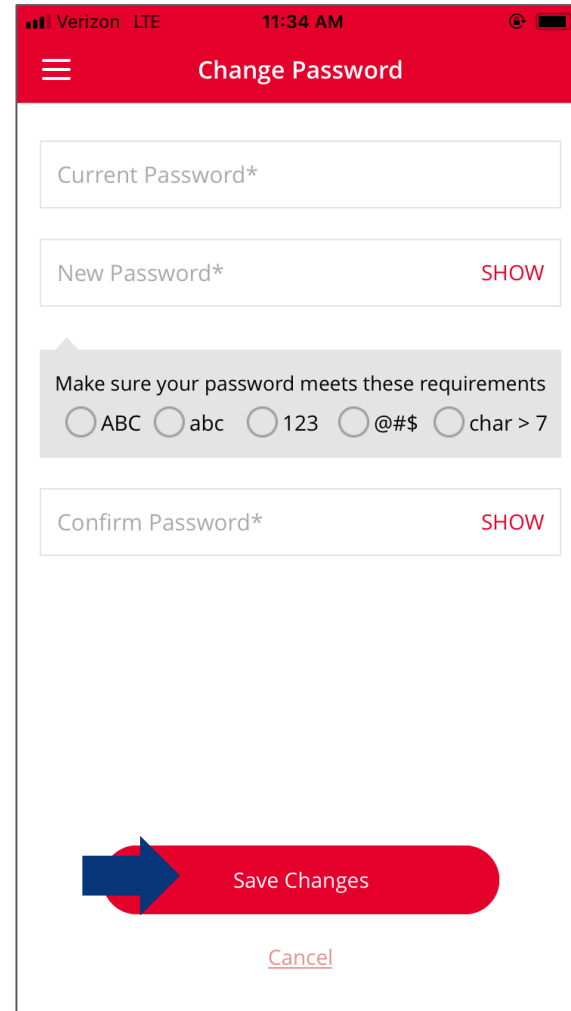 Verizon LTE 11:34 AM
Change Password
Current Password*
New Password* SHOW
Make sure your password meets these requirements
ABC abc 123 @#$ char > 7
Confirm Password* SHOW
Save Changes
Cancel